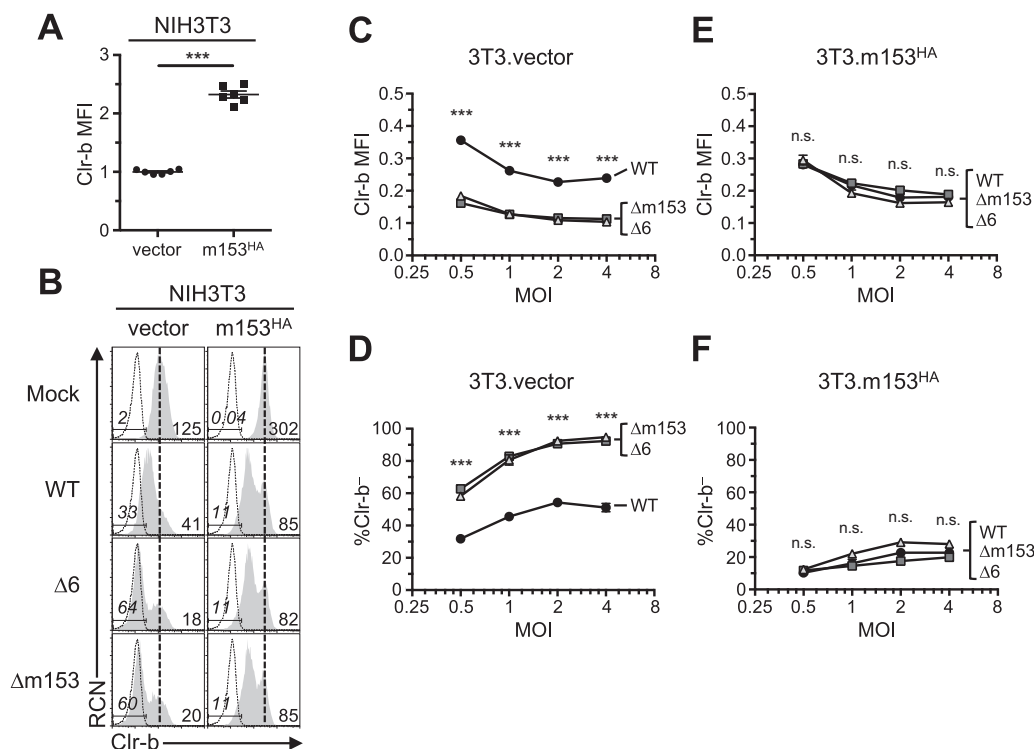 A
NIH3T3
***
3
2
1
0
Clr-b MFI
vector
m153HA
B
NIH3T3
vector
m153HA
Mock
2
125
0,04
302
WT
33
41
11
85
Δ6
64
18
11
82
Δm153
60
20
11
85
RCN
Clr-b
C
3T3.vector
Clr-b MFI
0.5
0.4
0.3
0.2
0.1
0.0
***
***
***
***
WT
Δm153
Δ6
0.25
0.5
1
2
4
8
MOI
D
3T3.vector
%Clr-b–
100
80
60
40
20
0
***
***
***
***
Δm153
Δ6
WT
0.25
0.5
1
2
4
8
MOI
E
3T3.m153HA
Clr-b MFI
0.5
0.4
0.3
0.2
0.1
0.0
n.s.
n.s.
n.s.
n.s.
WT
Δm153
Δ6
0.25
0.5
1
2
4
8
MOI
F
3T3.m153HA
%Clr-b–
100
80
60
40
20
0
n.s.
n.s.
n.s.
n.s.
WT
Δm153
Δ6
0.25
0.5
1
2
4
8
MOI